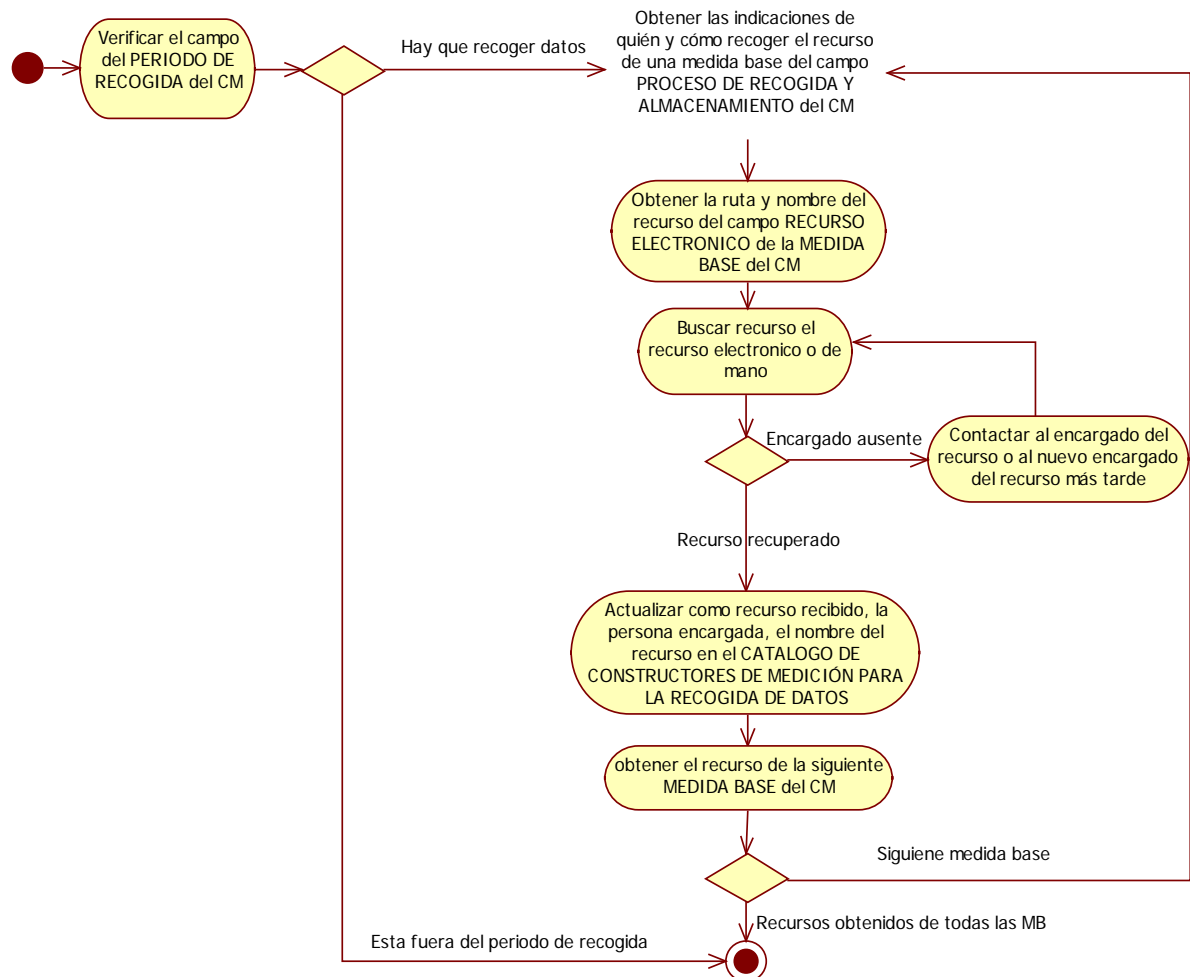 Verificar el campo
del PERIODO DE
RECOGIDA del CM
Hay que recoger datos
Obtener las indicaciones de
quién y cómo recoger el recurso
de una medida base del campo
PROCESO DE RECOGIDA Y
ALMACENAMIENTO del CM
Obtener la ruta y nombre del
recurso del campo RECURSO
ELECTRONICO de la MEDIDA
BASE del CM
Buscar recurso el
recurso electronico o de
mano
Encargado ausente
Contactar al encargado del
recurso o al nuevo encargado
del recurso más tarde
Recurso recuperado
Actualizar como recurso recibido, la
persona encargada, el nombre del
recurso en el CATALOGO DE
CONSTRUCTORES DE MEDICIÓN PARA
LA RECOGIDA DE DATOS
obtener el recurso de la siguiente
MEDIDA BASE del CM
Siguiene medida base
Recursos obtenidos de todas las MB
Esta fuera del periodo de recogida